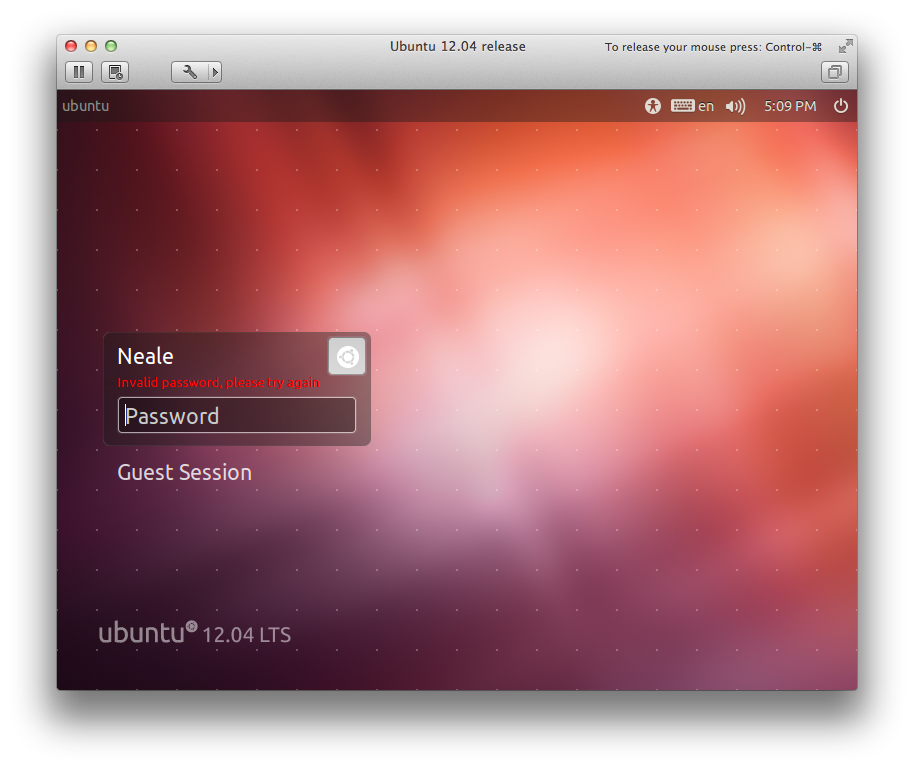 Ubuntu 12.04 release
To release your mouse press: Control-⌘
ubuntu
en
5:09 PM
Neale
Invalid password, please try again
Password
Guest Session
ubuntu 12.04 LTS